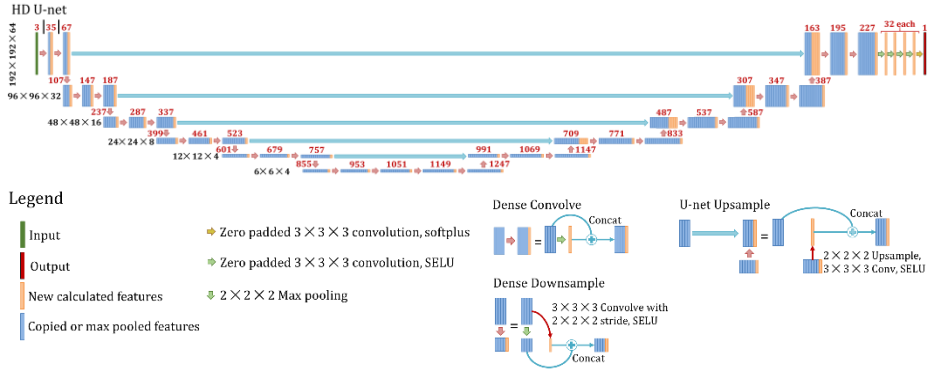 HD U-net
3 35 67 163 195 227 32 each 1
192×192×64
107 147 187 307 347 387
96×96×32
237 287 337 487 537 587
48×48×16
399 461 523 709 771 833
24×24×8
601 679 757 991 1069 1147
12×12×4
855 953 1051 1149 1247
6×6×4
Legend
Input
Output
New calculated features
Copied or max pooled features
Zero padded 3×3×3 convolution, softplus
Zero padded 3×3×3 convolution, SELU
2×2×2 Max pooling
Dense Convolve
Concat
=
Dense Downsample
3×3×3 Convolve with
2×2×2 stride, SELU
=
Concat
U-net Upsample
Concat
=
2×2×2 Upsample,
3×3×3 Conv, SELU